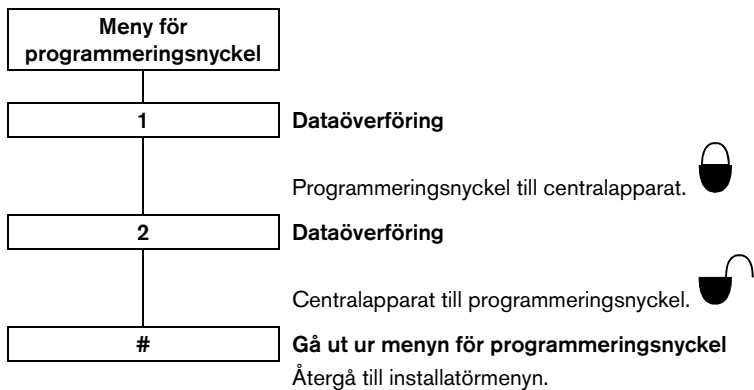 Meny för
programmeringsnyckel
1
Dataöverföring
Programmeringsnyckel till centralapparat.
2
Dataöverföring
Centralapparat till programmeringsnyckel.
#
Gå ut ur menyn för programmeringsnyckel
Återgå till installatörmenyn.